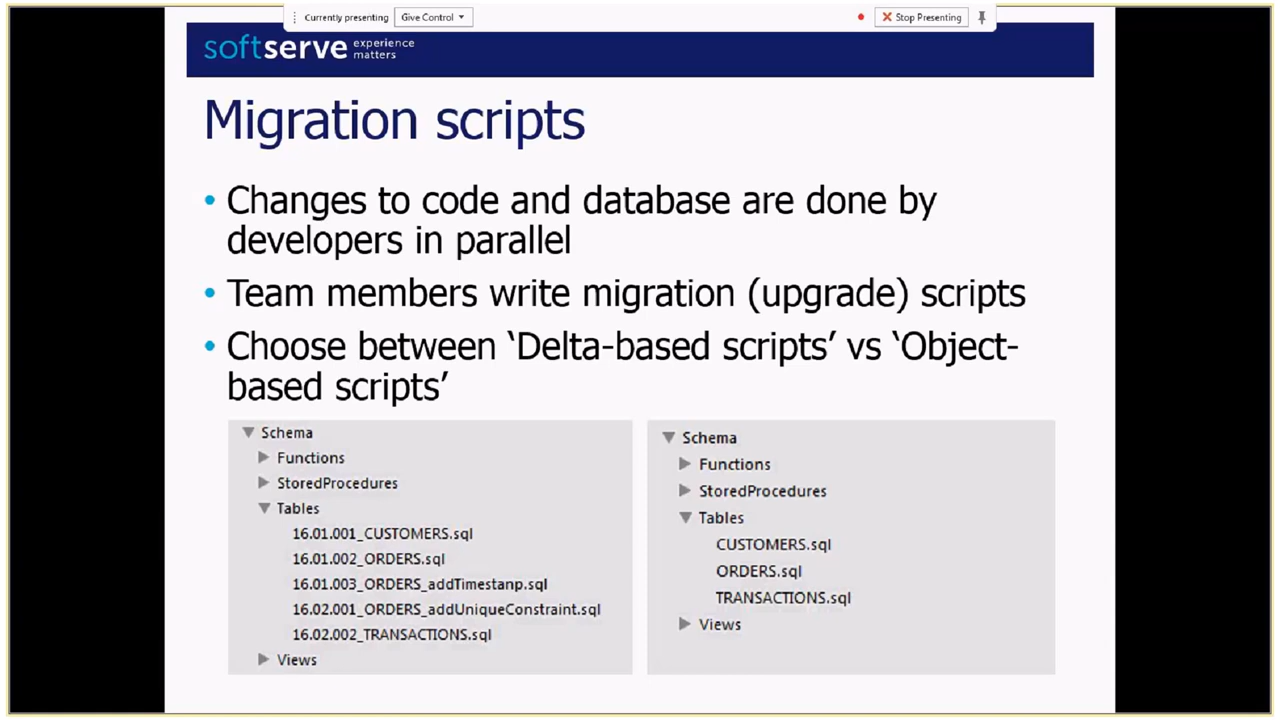 Currently presenting Give Control Stop Presenting
softserve experience matters
Migration scripts
• Changes to code and database are done by
developers in parallel
• Team members write migration (upgrade) scripts
• Choose between ‘Delta-based scripts’ vs ‘Object-
based scripts’
Schema
Functions
StoredProcedures
Tables
16.01.001_CUSTOMERS.sql
16.01.002_ORDERS.sql
16.01.003_ORDERS_addTimestanp.sql
16.02.001_ORDERS_addUniqueConstraint.sql
16.02.002_TRANSACTIONS.sql
Views
Schema
Functions
StoredProcedures
Tables
CUSTOMERS.sql
ORDERS.sql
TRANSACTIONS.sql
Views